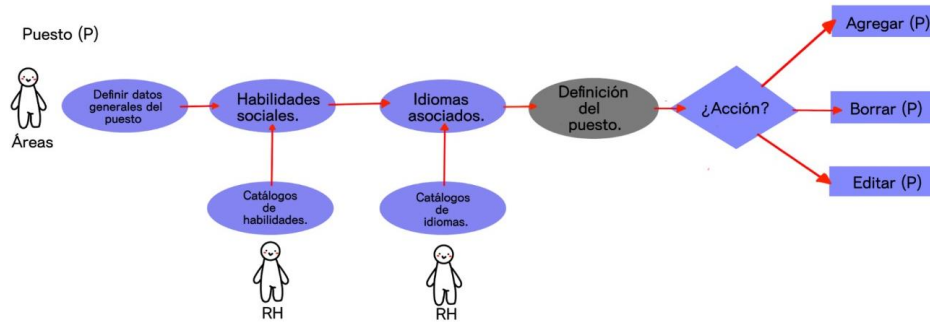 Puesto (P)
Áreas
Definir datos
generales del
puesto
Habilidades
sociales.
Idiomas
asociados.
Definición
del
puesto.
¿Acción?
Agregar (P)
Borrar (P)
Editar (P)
Catálogos
de
habilidades.
Catálogos
de
idiomas.
RH
RH